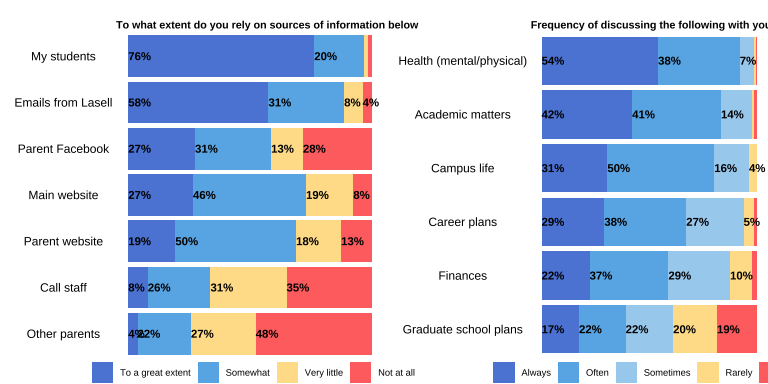 To what extent do you rely on sources of information below
My students 76% 20%
Emails from Lasell 58% 31% 8% 4%
Parent Facebook 27% 31% 13% 28%
Main website 27% 46% 19% 8%
Parent website 19% 50% 18% 13%
Call staff 8% 26% 31% 35%
Other parents 4% 22% 27% 48%
To a great extent Somewhat Very little Not at all
Frequency of discussing the following with
Health (mental/physical) 54% 38% 7%
Academic matters 42% 41% 14%
Campus life 31% 50% 16% 4%
Career plans 29% 38% 27% 5%
Finances 22% 37% 29% 10%
Graduate school plans 17% 22% 22% 20% 19%
Always Often Sometimes Rarely